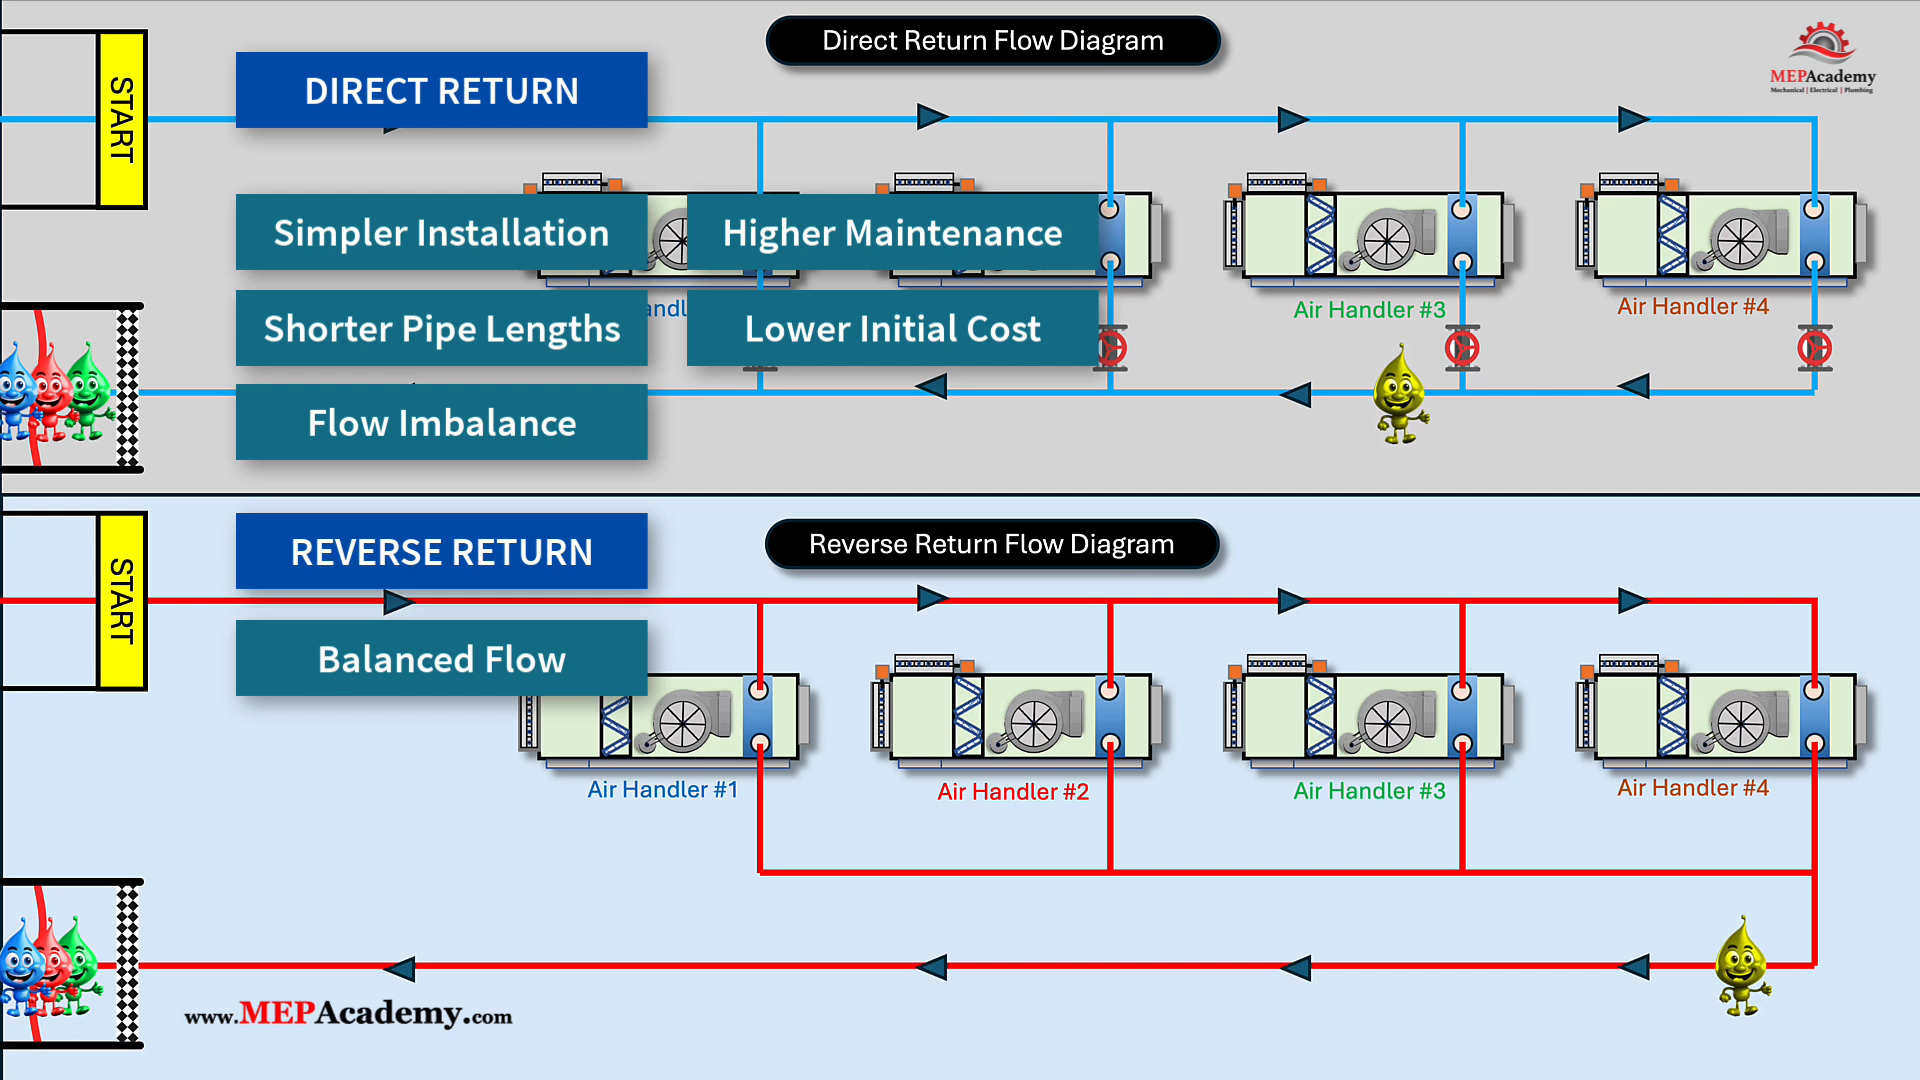 Direct Return Flow Diagram
MEPAcademy
Mechanical | Electrical | Plumbing
START
DIRECT RETURN
Simpler Installation
Higher Maintenance
Shorter Pipe Lengths
Lower Initial Cost
Flow Imbalance
Air Handler #3
Air Handler #4
START
REVERSE RETURN
Reverse Return Flow Diagram
Balanced Flow
Air Handler #1
Air Handler #2
Air Handler #3
Air Handler #4
www.MEPAcademy.com